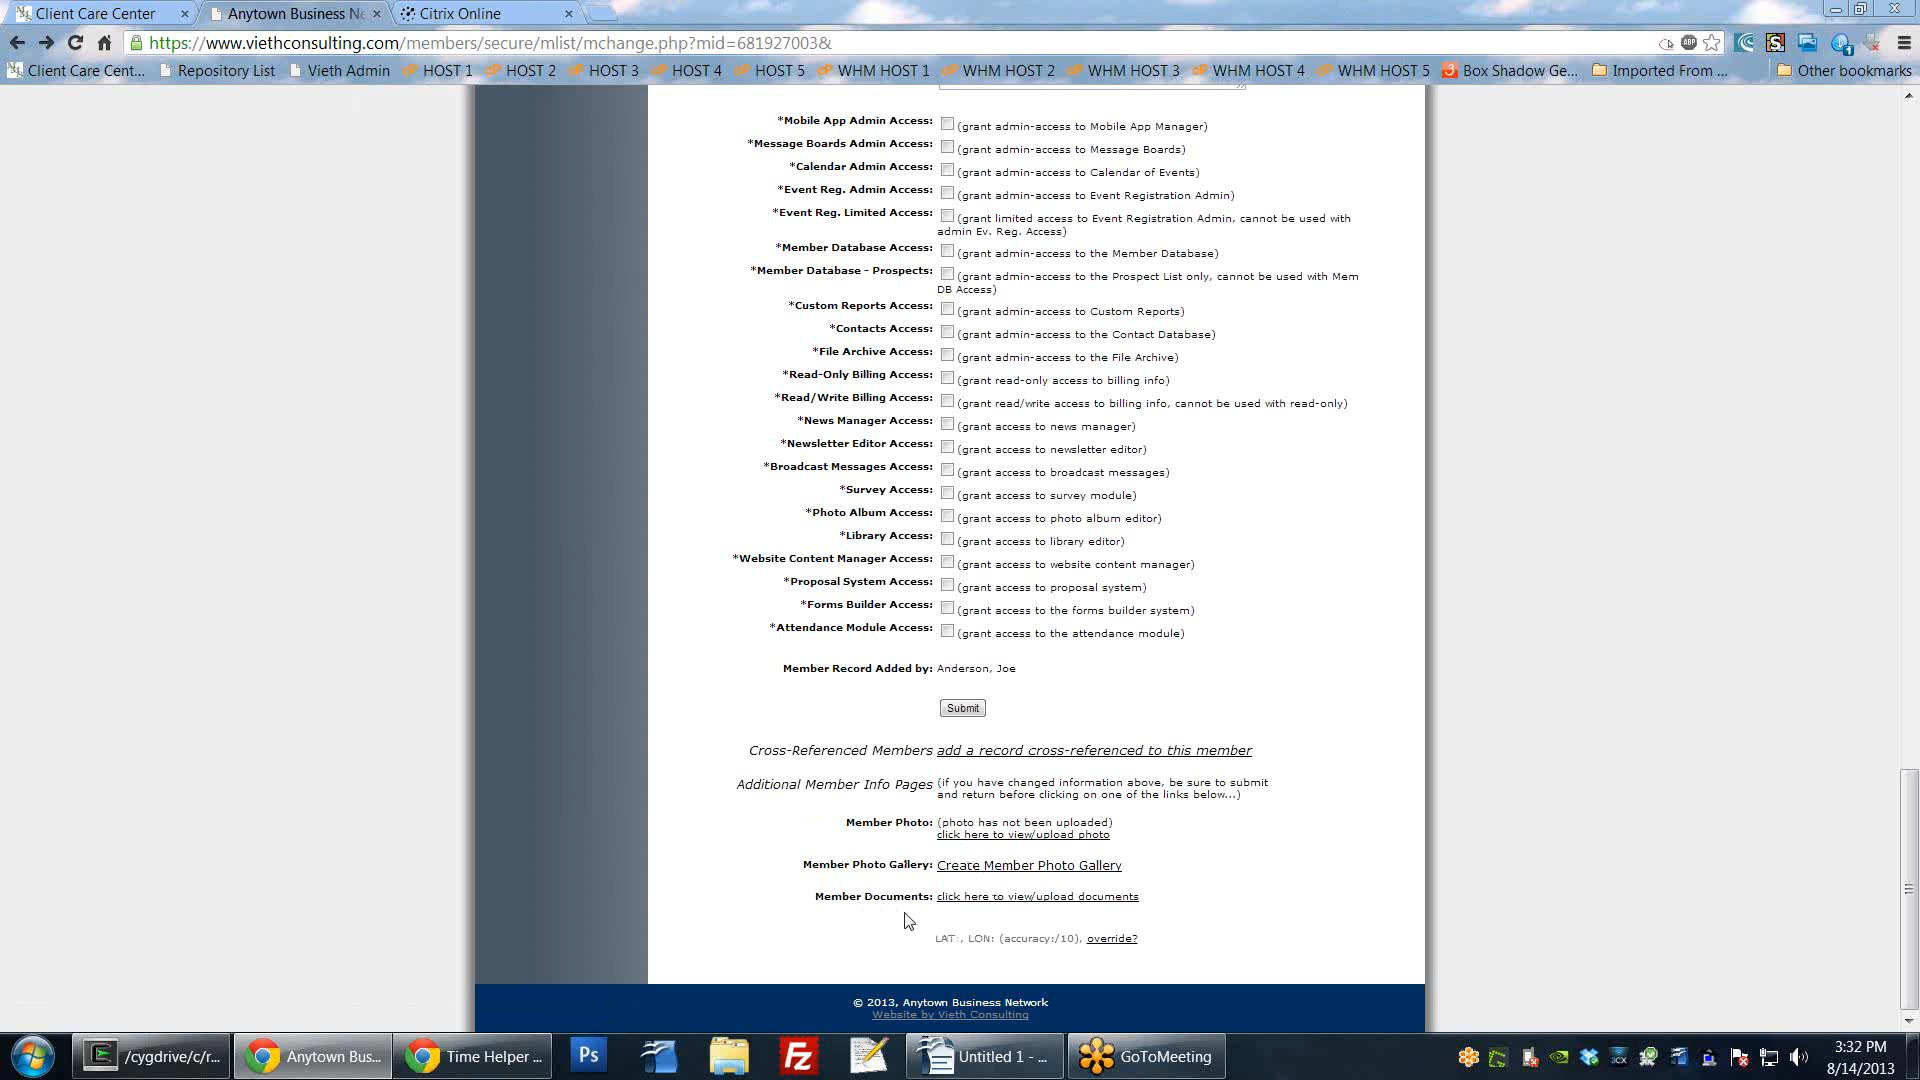 Client Care Center
Anytown Business Ne
Citrix Online
https://www.viethconsulting.com/members/secure/mlist/mchange.php?mid=681927003&
Client Care Cent...
Repository List
Vieth Admin
HOST 1
HOST 2
HOST 3
HOST 4
HOST 5
WHM HOST 1
WHM HOST 2
WHM HOST 3
WHM HOST 4
WHM HOST 5
Box Shadow Ge...
Imported From ...
Other bookmarks
*Mobile App Admin Access: (grant admin-access to Mobile App Manager)
*Message Boards Admin Access: (grant admin-access to Message Boards)
*Calendar Admin Access: (grant admin-access to Calendar of Events)
*Event Reg. Admin Access: (grant admin-access to Event Registration Admin)
*Event Reg. Limited Access: (grant limited access to Event Registration Admin, cannot be used with
admin Ev. Reg. Access)
*Member Database Access: (grant admin-access to the Member Database)
*Member Database - Prospects: (grant admin-access to the Prospect List only, cannot be used with Mem
DB Access)
*Custom Reports Access: (grant admin-access to Custom Reports)
*Contacts Access: (grant admin-access to the Contact Database)
*File Archive Access: (grant admin-access to the File Archive)
*Read-Only Billing Access: (grant read-only access to billing info)
*Read/Write Billing Access: (grant read/write access to billing info, cannot be used with read-only)
*News Manager Access: (grant access to news manager)
*Newsletter Editor Access: (grant access to newsletter editor)
*Broadcast Messages Access: (grant access to broadcast messages)
*Survey Access: (grant access to survey module)
*Photo Album Access: (grant access to photo album editor)
*Library Access: (grant access to library editor)
*Website Content Manager Access: (grant access to website content manager)
*Proposal System Access: (grant access to proposal system)
*Forms Builder Access: (grant access to the forms builder system)
*Attendance Module Access: (grant access to the attendance module)
Member Record Added by: Anderson, Joe
Submit
Cross-Referenced Members add a record cross-referenced to this member
Additional Member Info Pages (if you have changed information above, be sure to submit
and return before clicking on one of the links below...)
Member Photo: (photo has not been uploaded)
click here to view/upload photo
Member Photo Gallery: Create Member Photo Gallery
Member Documents: click here to view/upload documents
LAT:, LON: (accuracy:/10), override?
© 2013, Anytown Business Network
Website by Vieth Consulting
/cygdrive/c/r...
Anytown Bus...
Time Helper ...
Ps
Fz
Untitled 1 - ...
GoToMeeting
3CX
3:32 PM
8/14/2013